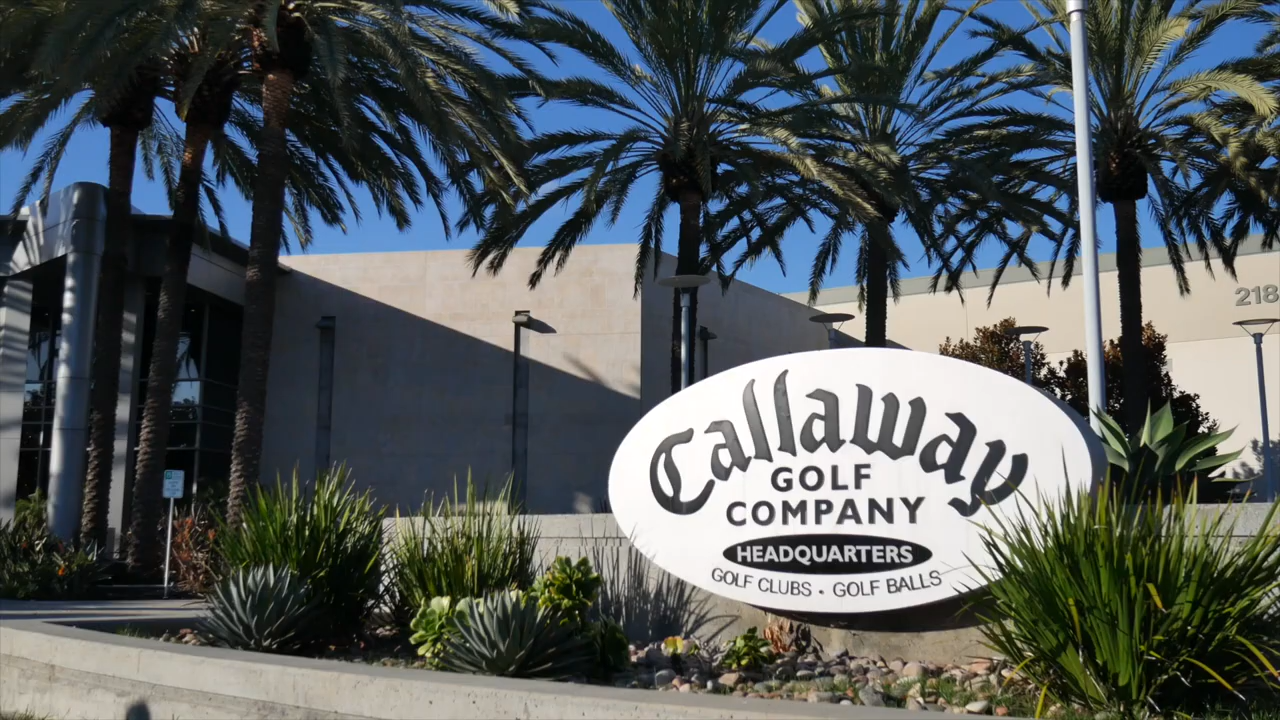 218
Callaway
GOLF
COMPANY
HEADQUARTERS
GOLF CLUBS • GOLF BALLS